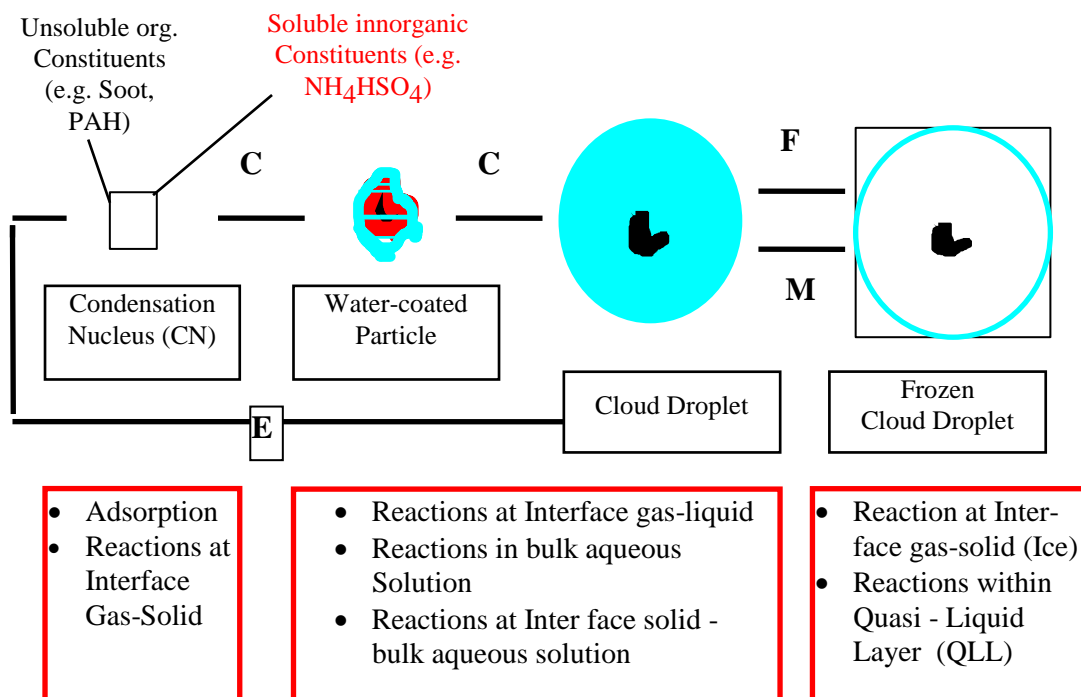 Unsoluble org.
Constituents
(e.g. Soot,
PAH)
Soluble innorganic
Constituents (e.g.
NH4HSO4)
C
C
F
M
Condensation
Nucleus (CN)
Water-coated
Particle
Cloud Droplet
Frozen
Cloud Droplet
E
• Adsorption
• Reactions at
Interface
Gas-Solid
• Reactions at Interface gas-liquid
• Reactions in bulk aqueous
Solution
• Reactions at Inter face solid -
bulk aqueous solution
• Reaction at Inter-
face gas-solid (Ice)
• Reactions within
Quasi - Liquid
Layer (QLL)